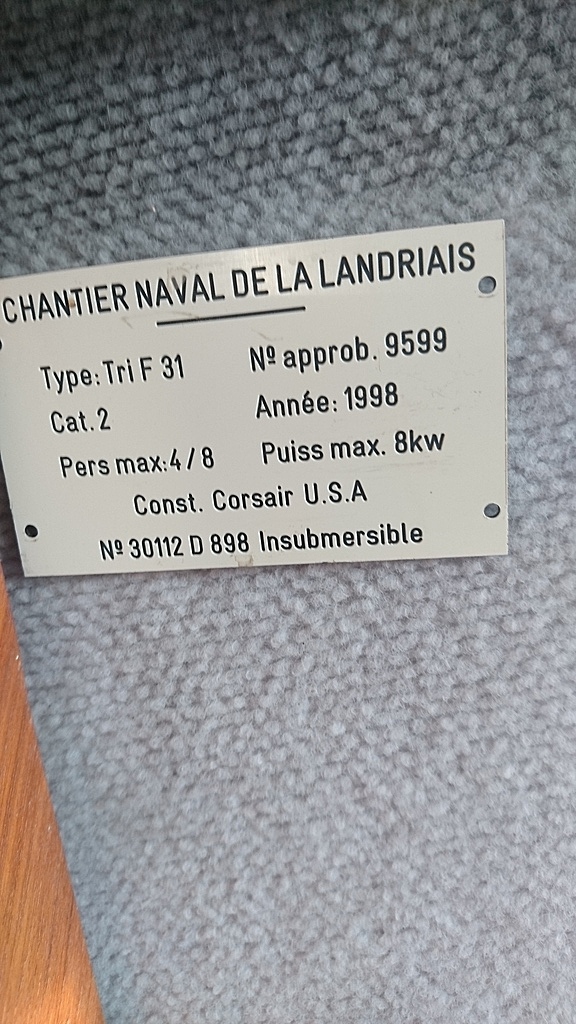 CHANTIER NAVAL DE LA LANDRIAIS
Type: Tri F 31 Nº approb. 9599
Cat. 2 Année: 1998
Pers max: 4 / 8 Puiss max. 8kw
Const. Corsair U.S.A
Nº 30112 D 898 Insubmersible